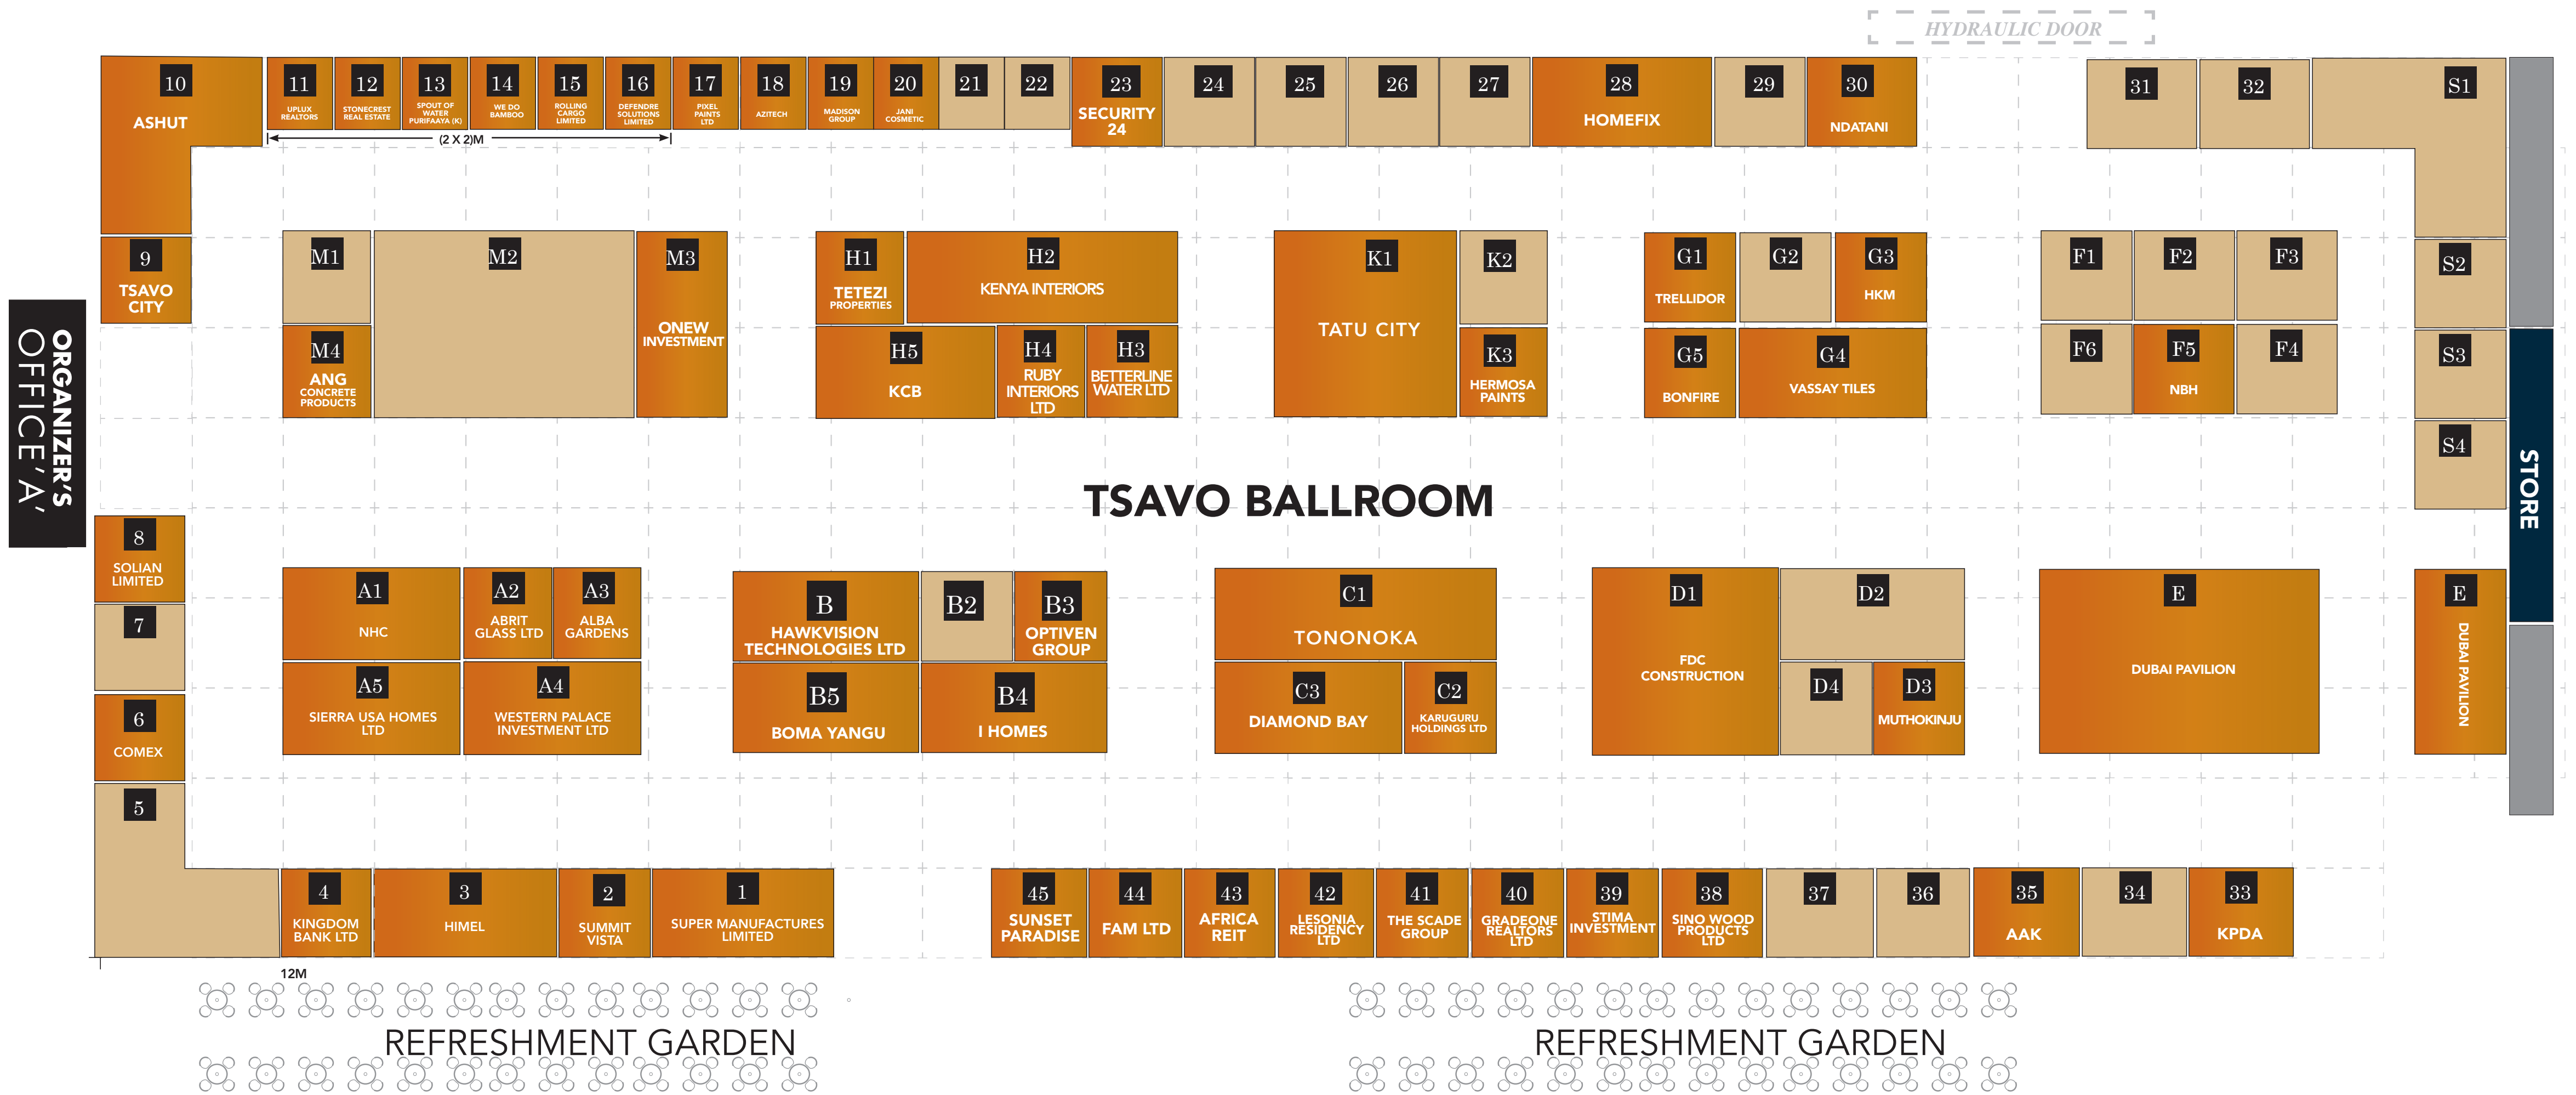 HYDRAULIC DOOR
10
ASHUT
11
UPLUX
REALTORS
12
STONECREST
REAL ESTATE
13
SPOUT OF
WATER
PURIFAAYA (K)
14
WE DO
BAMBOO
15
ROLLING
CARGO
LIMITED
16
DEFENDRE
SOLUTIONS
LIMITED
17
PIXEL
PAINTS
LTD
18
AZITECH
19
MADISON
GROUP
20
JANI
COSMETIC
21
22
23
SECURITY
24
24
25
26
27
28
HOMEFIX
29
30
NDATANI
31
32
S1
(2 X 2)M
9
TSAVO
CITY
M1
M2
M3
ONEW
INVESTMENT
M4
ANG
CONCRETE
PRODUCTS
H1
TETEZI
PROPERTIES
H2
KENYA INTERIORS
H5
KCB
H4
RUBY
INTERIORS
LTD
H3
BETTERLINE
WATER LTD
K1
TATU CITY
K2
K3
HERMOSA
PAINTS
G1
TRELLIDOR
G2
G3
HKM
G5
BONFIRE
G4
VASSAY TILES
F1
F2
F3
F6
F5
NBH
F4
S2
S3
S4
ORGANIZER'S
OFFICE'A'
STORE
TSAVO BALLROOM
8
SOLIAN
LIMITED
7
6
COMEX
5
A1
NHC
A2
ABRIT
GLASS LTD
A3
ALBA
GARDENS
A5
SIERRA USA HOMES
LTD
A4
WESTERN PALACE
INVESTMENT LTD
B
HAWKVISION
TECHNOLOGIES LTD
B2
B3
OPTIVEN
GROUP
B5
BOMA YANGU
B4
I HOMES
C1
TONONOKA
C3
DIAMOND BAY
C2
KARUGURU
HOLDINGS LTD
D1
FDC
CONSTRUCTION
D2
D4
D3
MUTHOKINJU
E
DUBAI PAVILION
E
DUBAI PAVILION
4
KINGDOM
BANK LTD
3
HIMEL
2
SUMMIT
VISTA
1
SUPER MANUFACTURES
LIMITED
45
SUNSET
PARADISE
44
FAM LTD
43
AFRICA
REIT
42
LESONIA
RESIDENCY
LTD
41
THE SCADE
GROUP
40
GRADEONE
REALTORS
LTD
39
STIMA
INVESTMENT
38
SINO WOOD
PRODUCTS
LTD
37
36
35
AAK
34
33
KPDA
12M
REFRESHMENT GARDEN
REFRESHMENT GARDEN